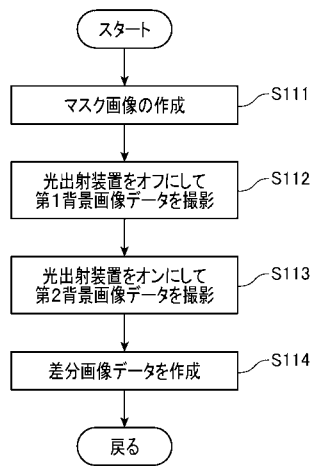 スタート
マスク画像の作成
S111
光出射装置をオフにして
第1背景画像データを撮影
S112
光出射装置をオンにして
第2背景画像データを撮影
S113
差分画像データを作成
S114
戻る